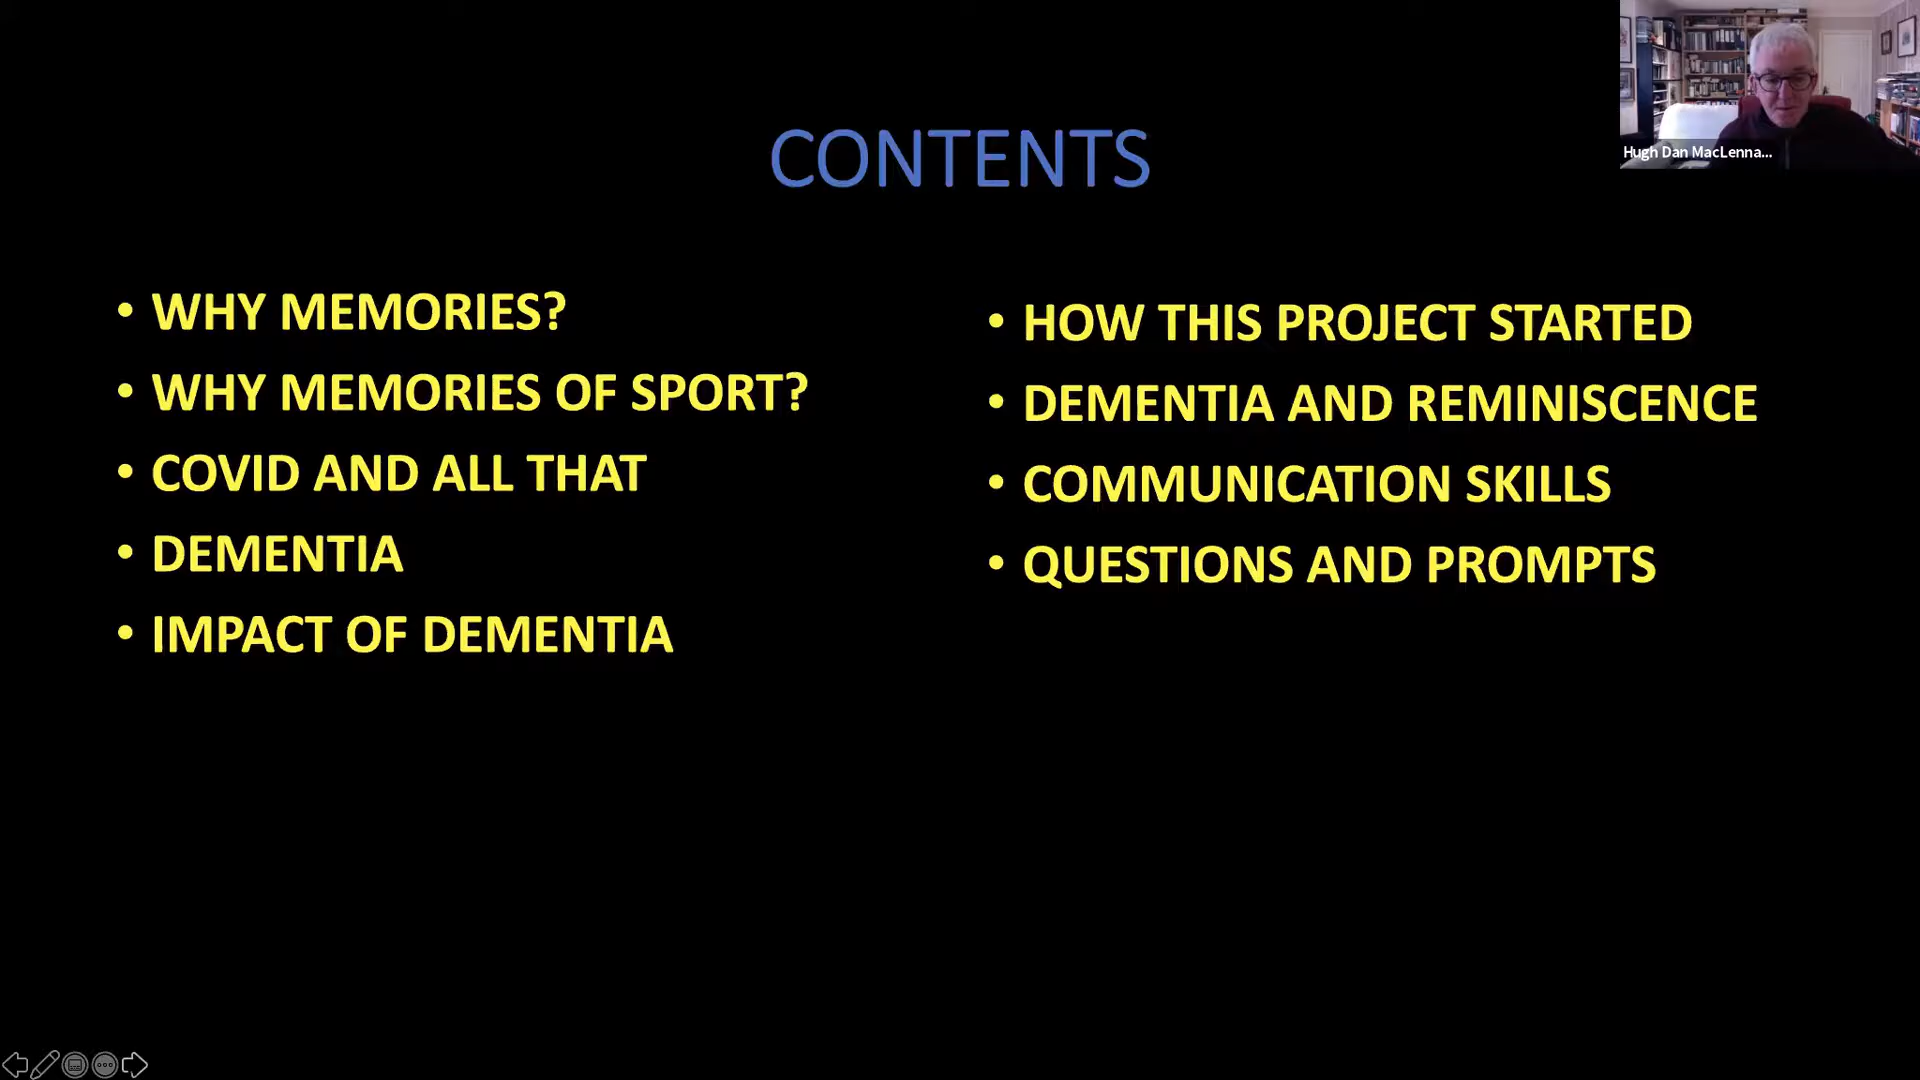 CONTENTS
• WHY MEMORIES?
• WHY MEMORIES OF SPORT?
• COVID AND ALL THAT
• DEMENTIA
• IMPACT OF DEMENTIA
• HOW THIS PROJECT STARTED
• DEMENTIA AND REMINISCENCE
• COMMUNICATION SKILLS
• QUESTIONS AND PROMPTS
Hugh Dan MacLenna...